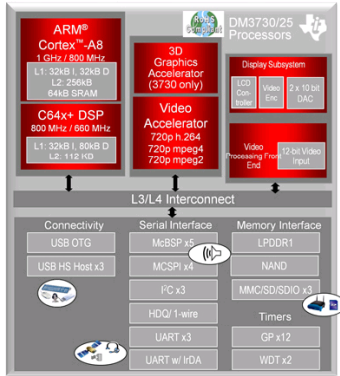 RoHS
Compliant
DM3730/25
Processors
ARM®
Cortex™-A8
1 GHz / 800 MHz
L1: 32kB I, 32kB D
L2: 256kB
64kB SRAM
C64x+ DSP
800 MHz / 660 MHz
L1: 32kB I, 80kB D
L2: 112 KD
3D
Graphics
Accelerator
(3730 only)
Video
Accelerator
720p h.264
720p mpeg4
720p mpeg2
Display Subsystem
LCD
Con-
troller
Video
Enc
2 x 10 bit
DAC
Video
Processing Front
End
12-bit Video
Input
L3/L4 Interconnect
Connectivity
USB OTG
USB HS Host x3
Serial Interface
McBSP x5
MCSPI x4
I²C x3
HDQ/ 1-wire
UART x3
UART w/ IrDA
Memory Interface
LPDDR1
NAND
MMC/SD/SDIO x3
Timers
GP x12
WDT x2